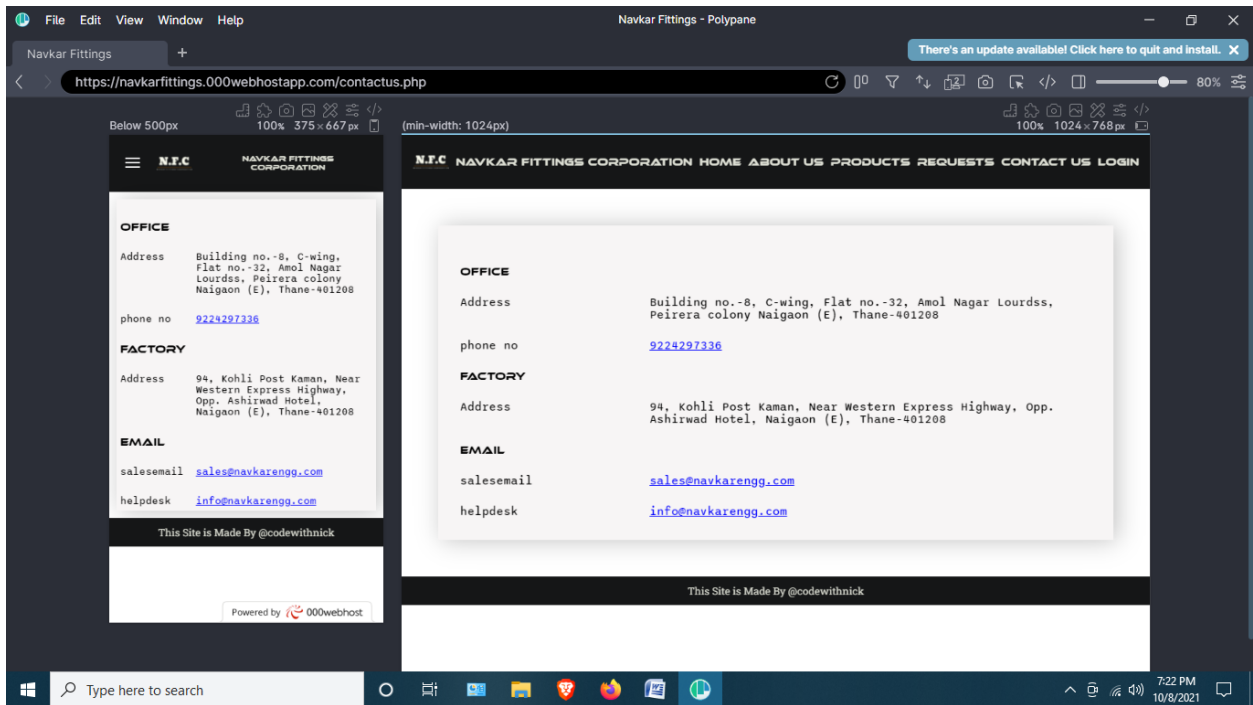 File Edit View Window Help
Navkar Fittings - Polypane
Navkar Fittings
There's an update available! Click here to quit and install. X
https://navkarfittings.000webhostapp.com/contactus.php
80%
Below 500px
100% 375×667px
N.F.C
NAVKAR FITTINGS
CORPORATION
OFFICE
Address Building no.-8, C-wing,
Flat no.-32, Amol Nagar
Lourdss, Peirera colony
Naigaon (E), Thane-401208
phone no 9224297336
FACTORY
Address 94, Kohli Post Kaman, Near
Western Express Highway,
Opp. Ashirwad Hotel,
Naigaon (E), Thane-401208
EMAIL
salesemail sales@navkarengg.com
helpdesk info@navkarengg.com
This Site is Made By @codewithnick
Powered by 000webhost
(min-width: 1024px)
100% 1024×768px
N.F.C NAVKAR FITTINGS CORPORATION HOME ABOUT US PRODUCTS REQUESTS CONTACT US LOGIN
OFFICE
Address Building no.-8, C-wing, Flat no.-32, Amol Nagar Lourdss,
Peirera colony Naigaon (E), Thane-401208
phone no 9224297336
FACTORY
Address 94, Kohli Post Kaman, Near Western Express Highway, Opp.
Ashirwad Hotel, Naigaon (E), Thane-401208
EMAIL
salesemail sales@navkarengg.com
helpdesk info@navkarengg.com
This Site is Made By @codewithnick
Type here to search
7:22 PM
10/8/2021